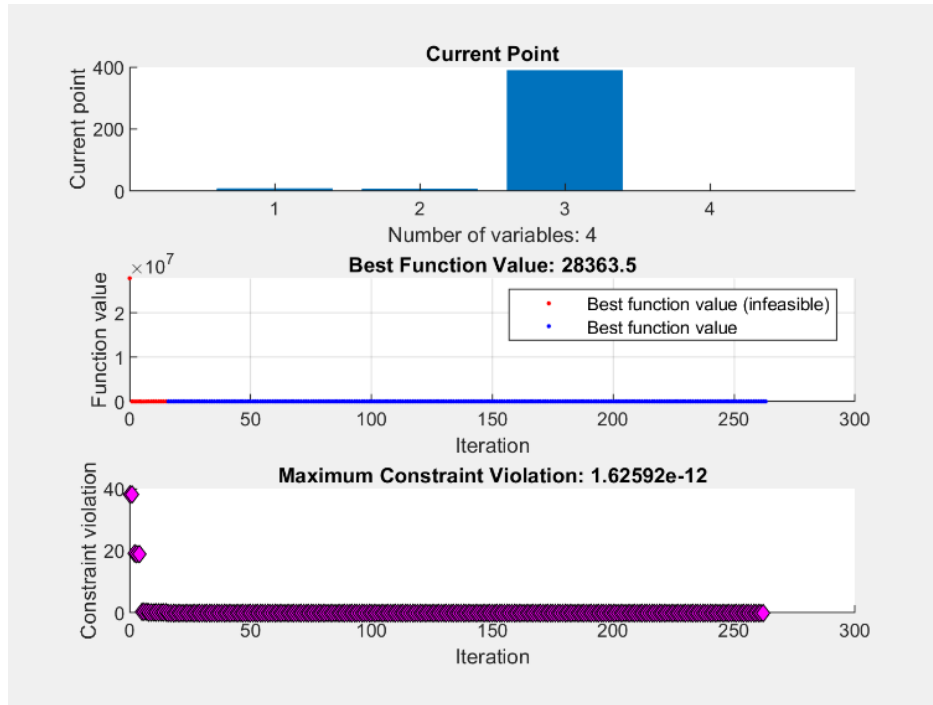 Current Point
400
200
0
Current point
1 2 3 4
Number of variables: 4
×10^7
Best Function Value: 28363.5
2
1
0
Function value
Best function value (infeasible)
Best function value
0 50 100 150 200 250 300
Iteration
Maximum Constraint Violation: 1.62592e-12
40
20
0
Constraint violation
0 50 100 150 200 250 300
Iteration